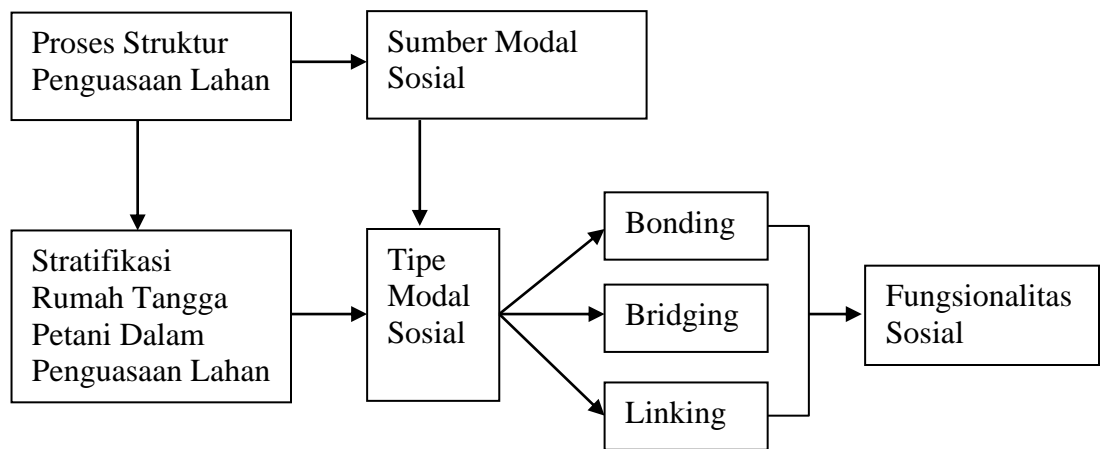 Proses Struktur
Penguasaan Lahan
Sumber Modal
Sosial
Stratifikasi
Rumah Tangga
Petani Dalam
Penguasaan Lahan
Tipe
Modal
Sosial
Bonding
Bridging
Linking
Fungsionalitas
Sosial